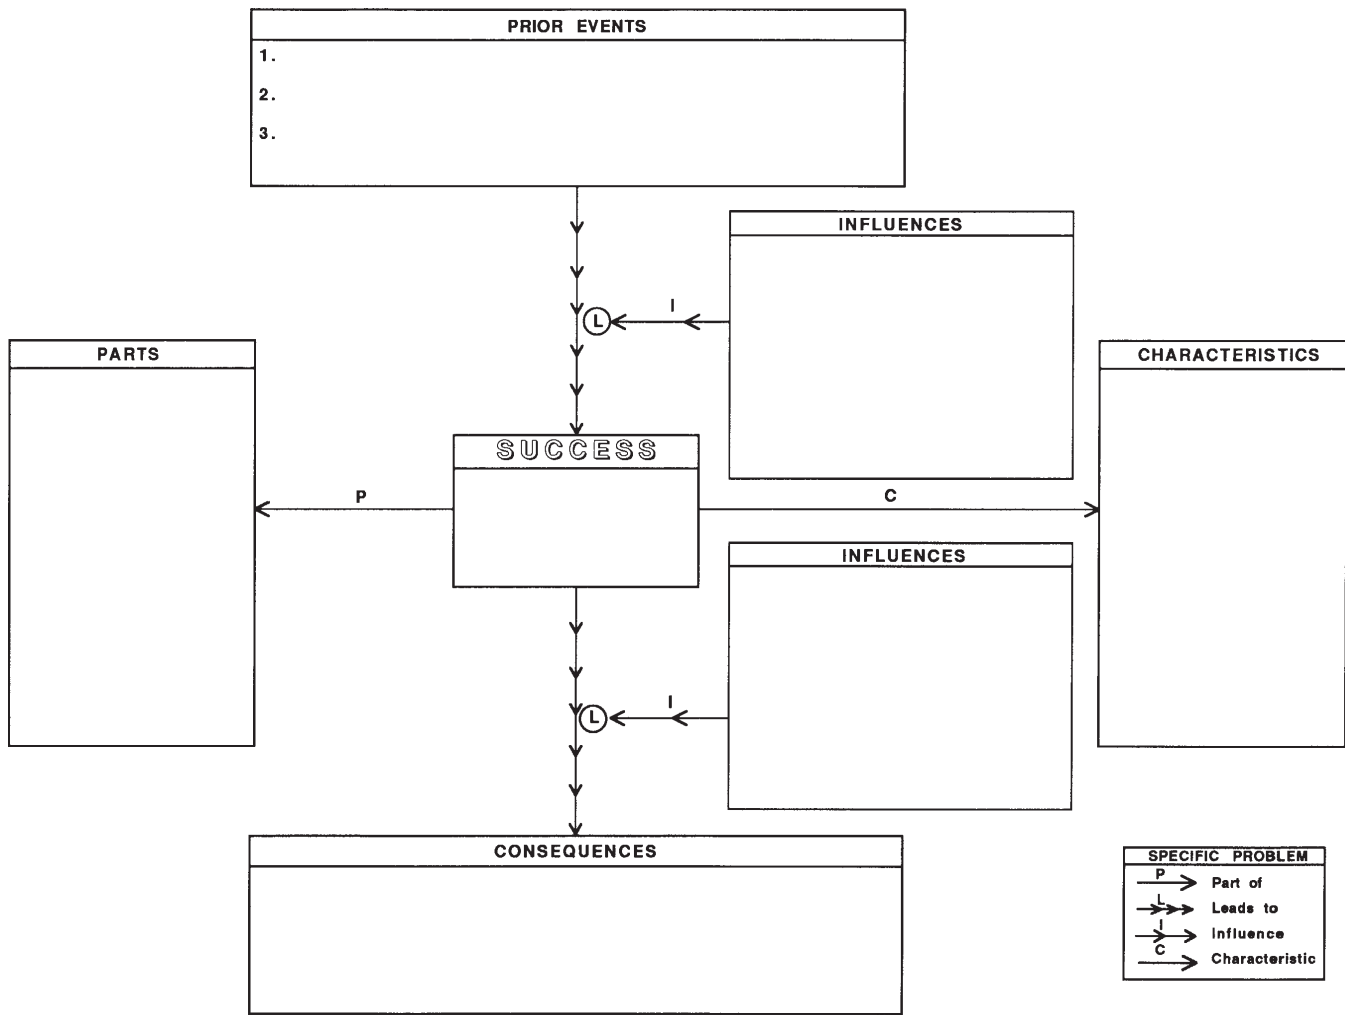 PRIOR EVENTS
1.
2.
3.
INFLUENCES
I
L
PARTS
CHARACTERISTICS
SUCCESS
P
C
INFLUENCES
I
L
CONSEQUENCES
SPECIFIC PROBLEM
P
Part of
L
Leads to
I
Influence
C
Characteristic